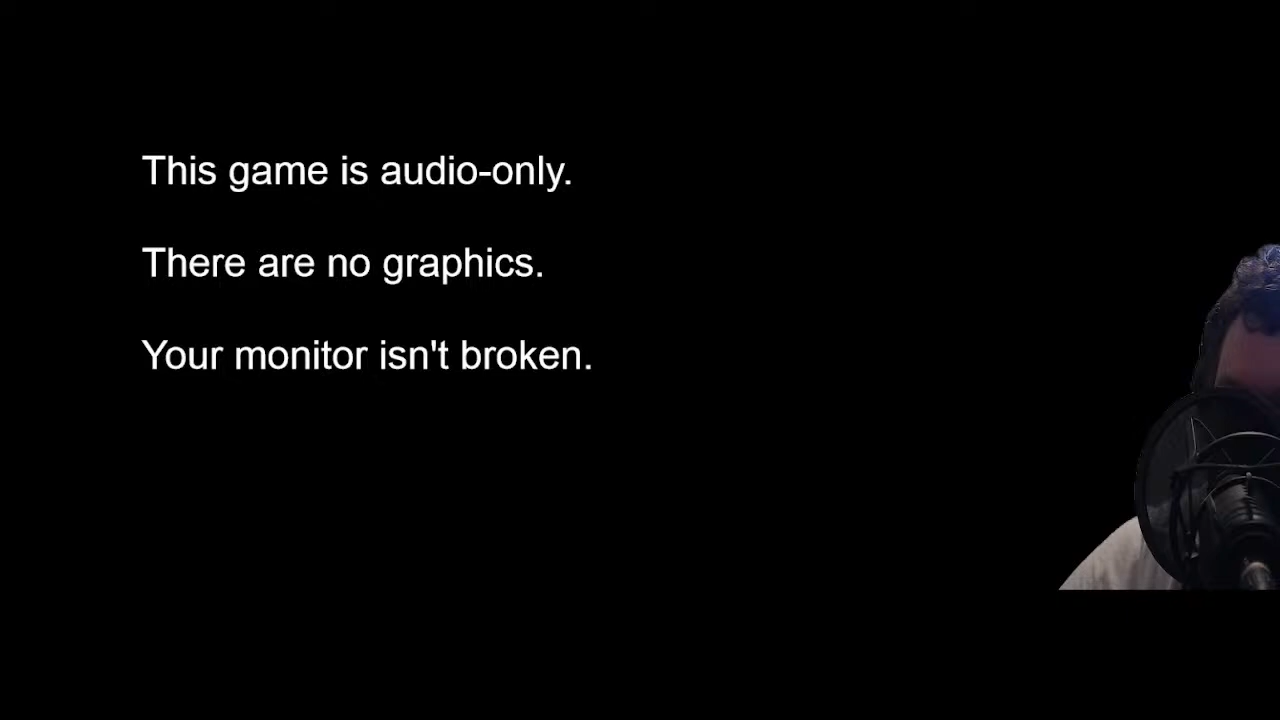 This game is audio-only.
There are no graphics.
Your monitor isn't broken.